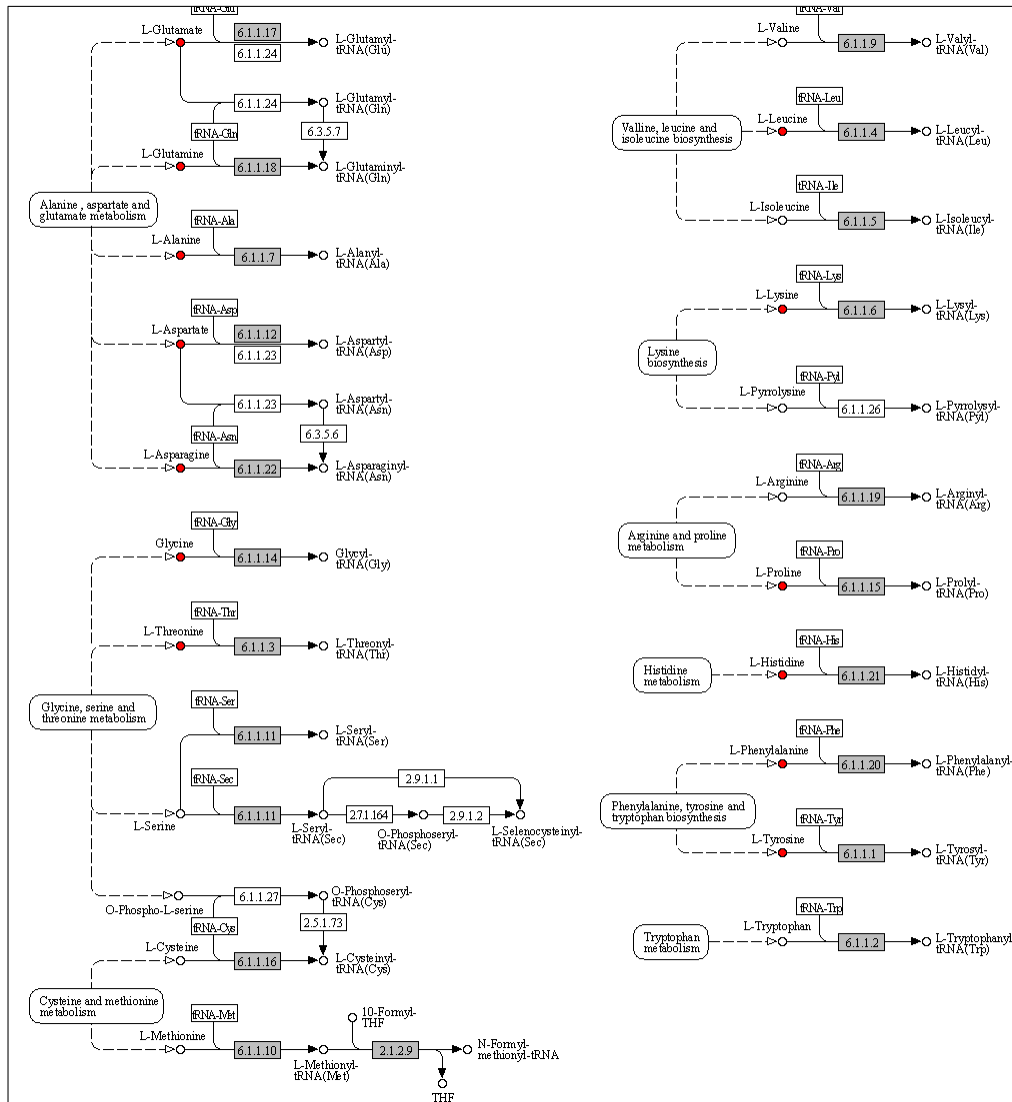 tRNA-Glu
L-Glutamate
6.1.1.17
6.1.1.24
L-Glutamyl-
tRNA(Glu)
6.1.1.24
L-Glutamyl-
tRNA(Gln)
tRNA-Gln
6.3.5.7
L-Glutamine
6.1.1.18
L-Glutaminyl-
tRNA(Gln)
Alanine , aspartate and
glutamate metabolism
tRNA-Ala
L-Alanine
6.1.1.7
L-Alanyl-
tRNA(Ala)
tRNA-Asp
L-Aspartate
6.1.1.12
6.1.1.23
L-Aspartyl-
tRNA(Asp)
6.1.1.23
L-Aspartyl-
tRNA(Asn)
tRNA-Asn
6.3.5.6
L-Asparagine
6.1.1.22
L-Asparaginyl-
tRNA(Asn)
tRNA-Gly
Glycine
6.1.1.14
Glycyl-
tRNA(Gly)
tRNA-Thr
L-Threonine
6.1.1.3
L-Threonyl-
tRNA(Thr)
Glycine, serine and
threonine metabolism
tRNA-Ser
6.1.1.11
L-Seryl-
tRNA(Ser)
tRNA-Sec
2.9.1.1
L-Serine
6.1.1.11
L-Seryl-
tRNA(Sec)
2.7.1.164
O-Phosphoseryl-
tRNA(Sec)
2.9.1.2
L-Selenocysteinyl-
tRNA(Sec)
O-Phospho-L-serine
6.1.1.27
O-Phosphoseryl-
tRNA(Cys)
tRNA-Cys
2.5.1.73
L-Cysteine
6.1.1.16
L-Cysteinyl-
tRNA(Cys)
Cysteine and methionine
metabolism
tRNA-Met
L-Methionine
6.1.1.10
L-Methionyl-
tRNA(Met)
10-Formyl-
THF
2.1.2.9
N-Formyl-
methionyl-tRNA
THF
tRNA-Val
L-Valine
6.1.1.9
L-Valyl-
tRNA(Val)
tRNA-Leu
Valline, leucine and
isoleucine biosynthesis
L-Leucine
6.1.1.4
L-Leucyl-
tRNA(Leu)
tRNA-Ile
L-Isoleucine
6.1.1.5
L-Isoleucyl-
tRNA(Ile)
tRNA-Lys
L-Lysine
6.1.1.6
L-Lysyl-
tRNA(Lys)
Lysine
biosynthesis
tRNA-Pyl
L-Pyrrolysine
6.1.1.26
L-Pyrrolysyl-
tRNA(Pyl)
tRNA-Arg
L-Arginine
6.1.1.19
L-Arginyl-
tRNA(Arg)
Arginine and proline
metabolism
tRNA-Pro
L-Proline
6.1.1.15
L-Prolyl-
tRNA(Pro)
tRNA-His
Histidine
metabolism
L-Histidine
6.1.1.21
L-Histidyl-
tRNA(His)
tRNA-Phe
L-Phenylalanine
6.1.1.20
L-Phenylalanyl-
tRNA(Phe)
Phenylalanine, tyrosine and
tryptophan biosynthesis
tRNA-Tyr
L-Tyrosine
6.1.1.1
L-Tyrosyl-
tRNA(Tyr)
tRNA-Trp
Tryptophan
metabolism
L-Tryptophan
6.1.1.2
L-Tryptophanyl
tRNA(Trp)